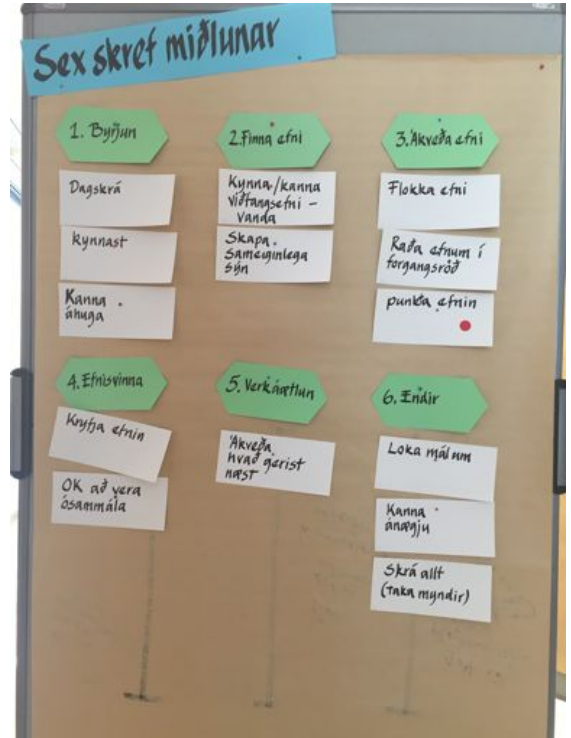 Sex skref miðlunar
1. Byrjun
Dagskrá
kynnast
Kanna
áhuga
2. Finna efni
Kynna/kanna
viðfangsefni -
vanda
Skapa
sameiginlega
sýn
3. Ákveða efni
Flokka efni
Raða efnum í
forgangsröð
punkta efnin
4. Efnisvinna
Kryfja efnin
OK að vera
ósammála
5. Verkáætlun
Ákveða
hvað gerist
næst
6. Endir
Loka málum
Kanna
ánægju
Skrá allt
(taka myndir)